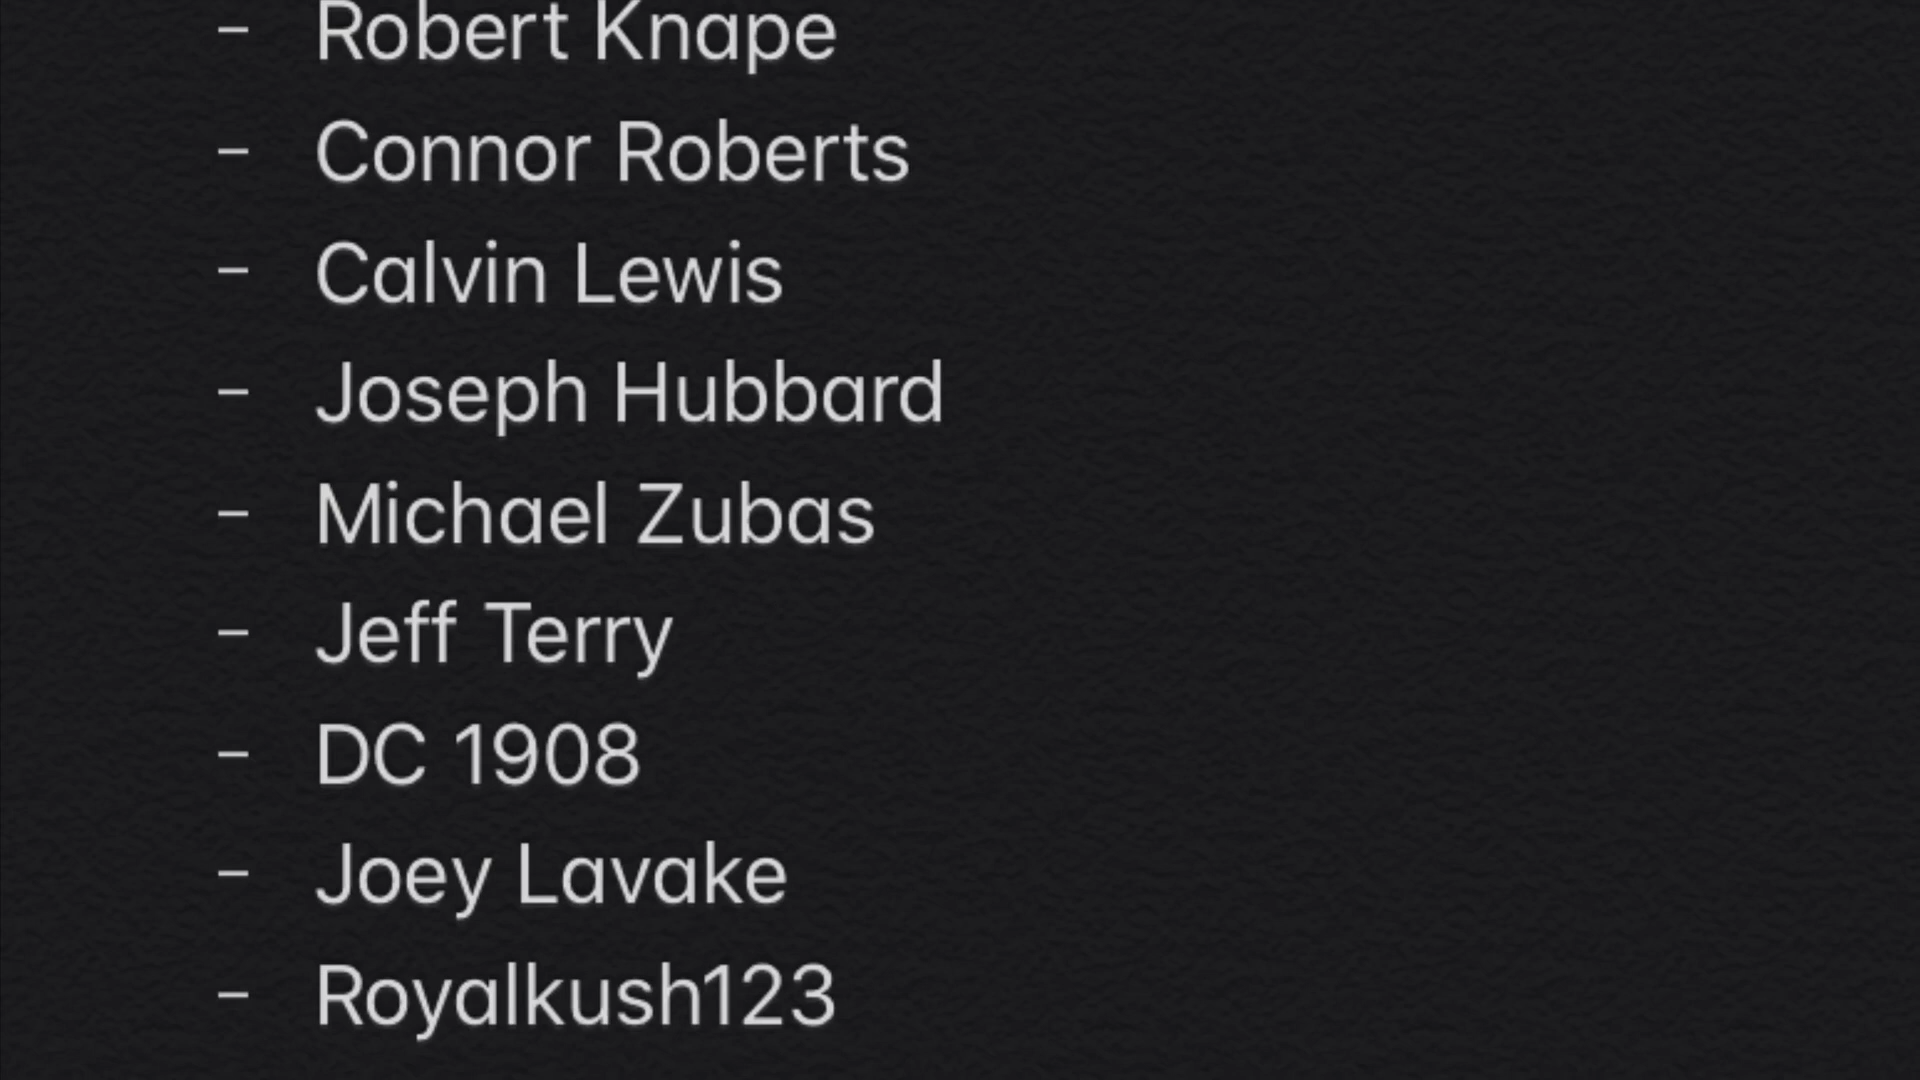 - Robert Knape
- Connor Roberts
- Calvin Lewis
- Joseph Hubbard
- Michael Zubas
- Jeff Terry
- DC 1908
- Joey Lavake
- Royalkush123